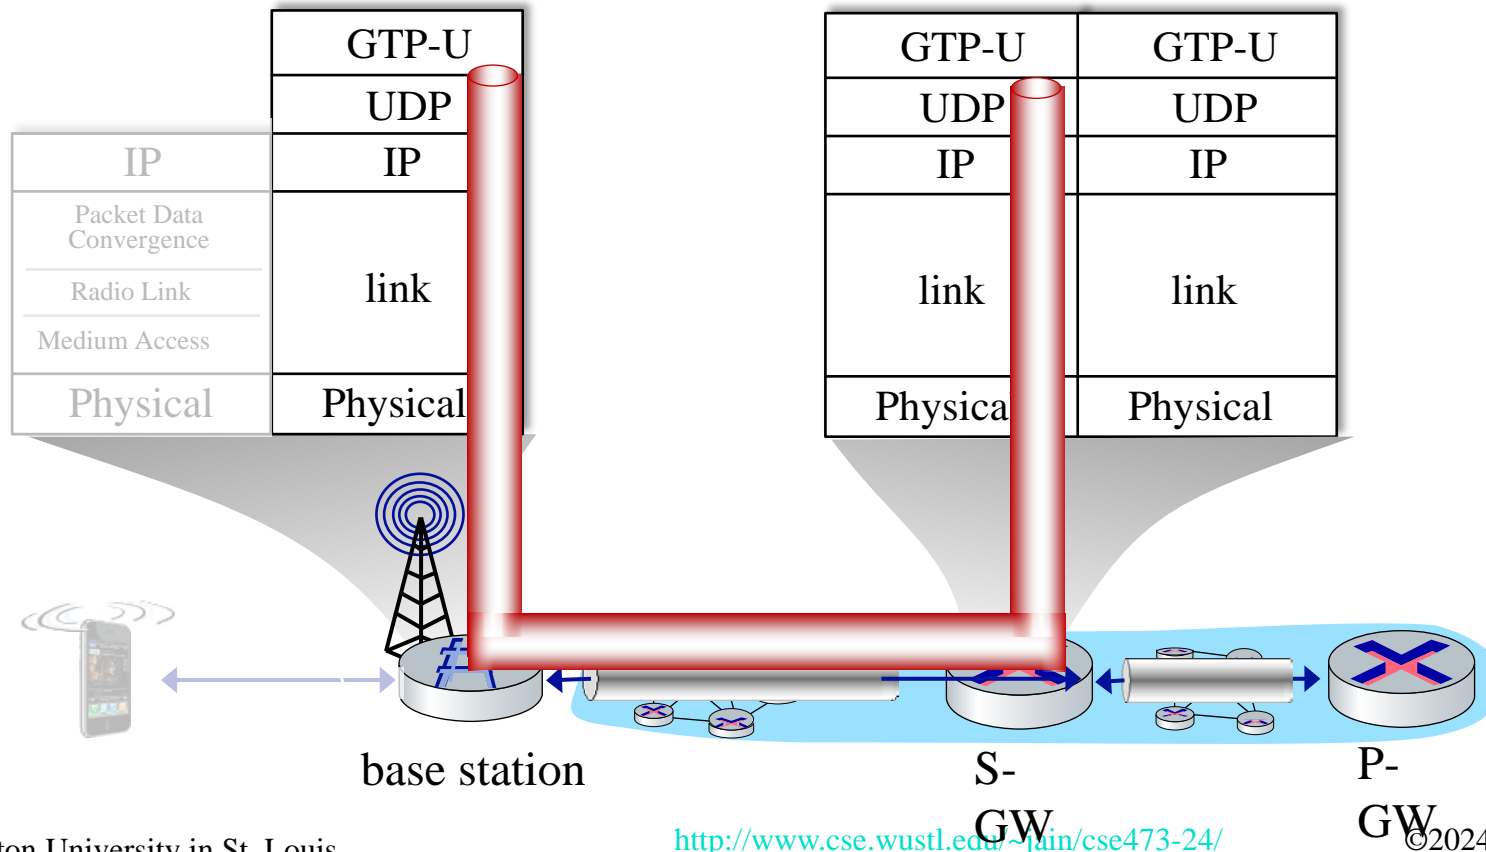 GTP-U
GTP-U
GTP-U
UDP
UDP
UDP
IP
IP
IP
IP
Packet Data
Convergence
Radio Link
Medium Access
link
link
link
Physical
Physical
Physica
Physical
base station
S-
GW
P-
GW
ton University in St. Louis
http://www.cse.wustl.edu/~jain/cse473-24/
©2024